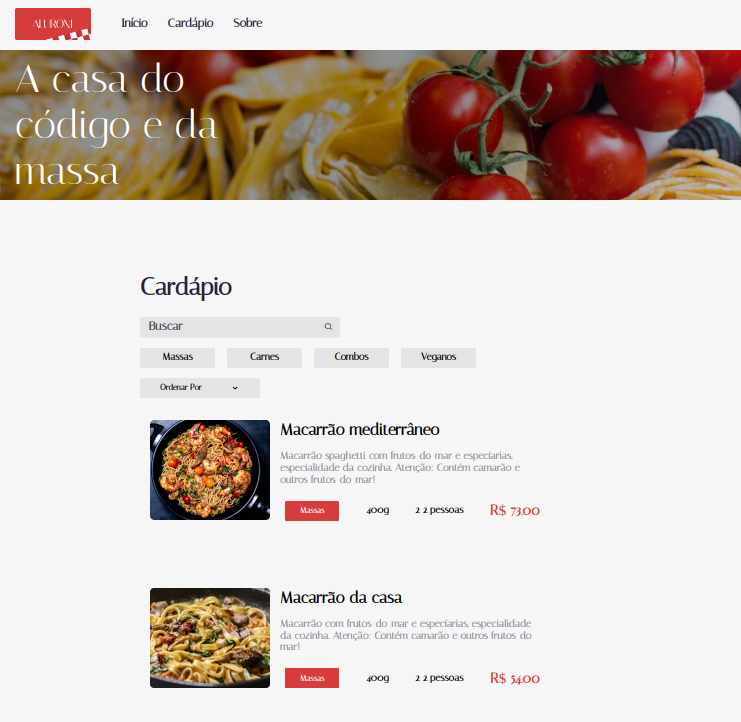 ALURONI
Início Cardápio Sobre
A casa do
código e da
massa
Cardápio
Buscar
Massas Carnes Combos Veganos
Ordenar Por
Macarrão mediterrâneo
Macarrão spaghetti com frutos do mar e especiarias,
especialidade da cozinha. Atenção: Contém camarão e
outros frutos do mar!
Massas 400g 2 2 pessoas R$ 73.00
Macarrão da casa
Macarrão com frutos do mar e especiarias, especialidade
da cozinha. Atenção: Contém camarão e outros frutos do
mar!
Massas 400g 2 2 pessoas R$ 54.00